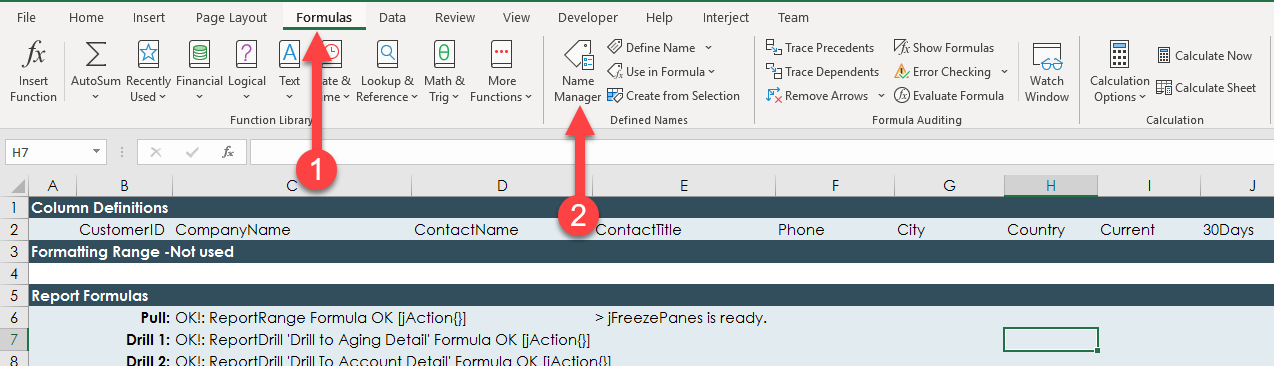 File Home Insert Page Layout Formulas Data Review View Developer Help Interject Team
fx Σ ? A θ
Define Name Trace Precedents Show Formulas Calculate Now
Insert AutoSum Recently Financial Logical Text Date & Lookup & Math & More Name Use in Formula Trace Dependents Error Checking Watch Calculation Calculate Sheet
Function Used Time Reference Trig Functions Manager Create from Selection Remove Arrows Evaluate Formula Window Options
Function Library Defined Names Formula Auditing Calculation
H7 fx
1
A B C D E F G H I J
1 Column Definitions
2
2 CustomerID CompanyName ContactName ContactTitle Phone City Country Current 30Days
3 Formatting Range -Not used
4
5 Report Formulas
6 Pull: OK!: ReportRange Formula OK [jAction{}] > jFreezePanes is ready.
7 Drill 1: OK!: ReportDrill 'Drill to Aging Detail' Formula OK [jAction{}]
8 Drill 2: OK!: ReportDrill 'Drill To Account Detail' Formula OK [jAction{}]